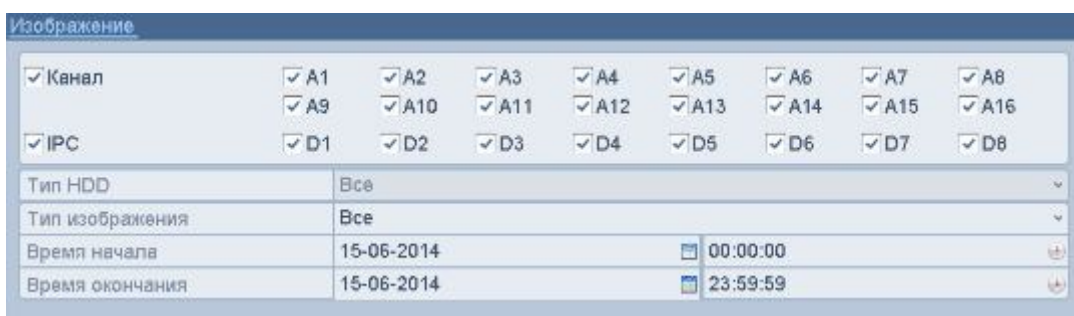 Изображение
Канал A1 A2 A3 A4 A5 A6 A7 A8
A9 A10 A11 A12 A13 A14 A15 A16
IPC D1 D2 D3 D4 D5 D6 D7 D8
Тип HDD Все
Тип изображения Все
Время начала 15-06-2014 00:00:00
Время окончания 15-06-2014 23:59:59